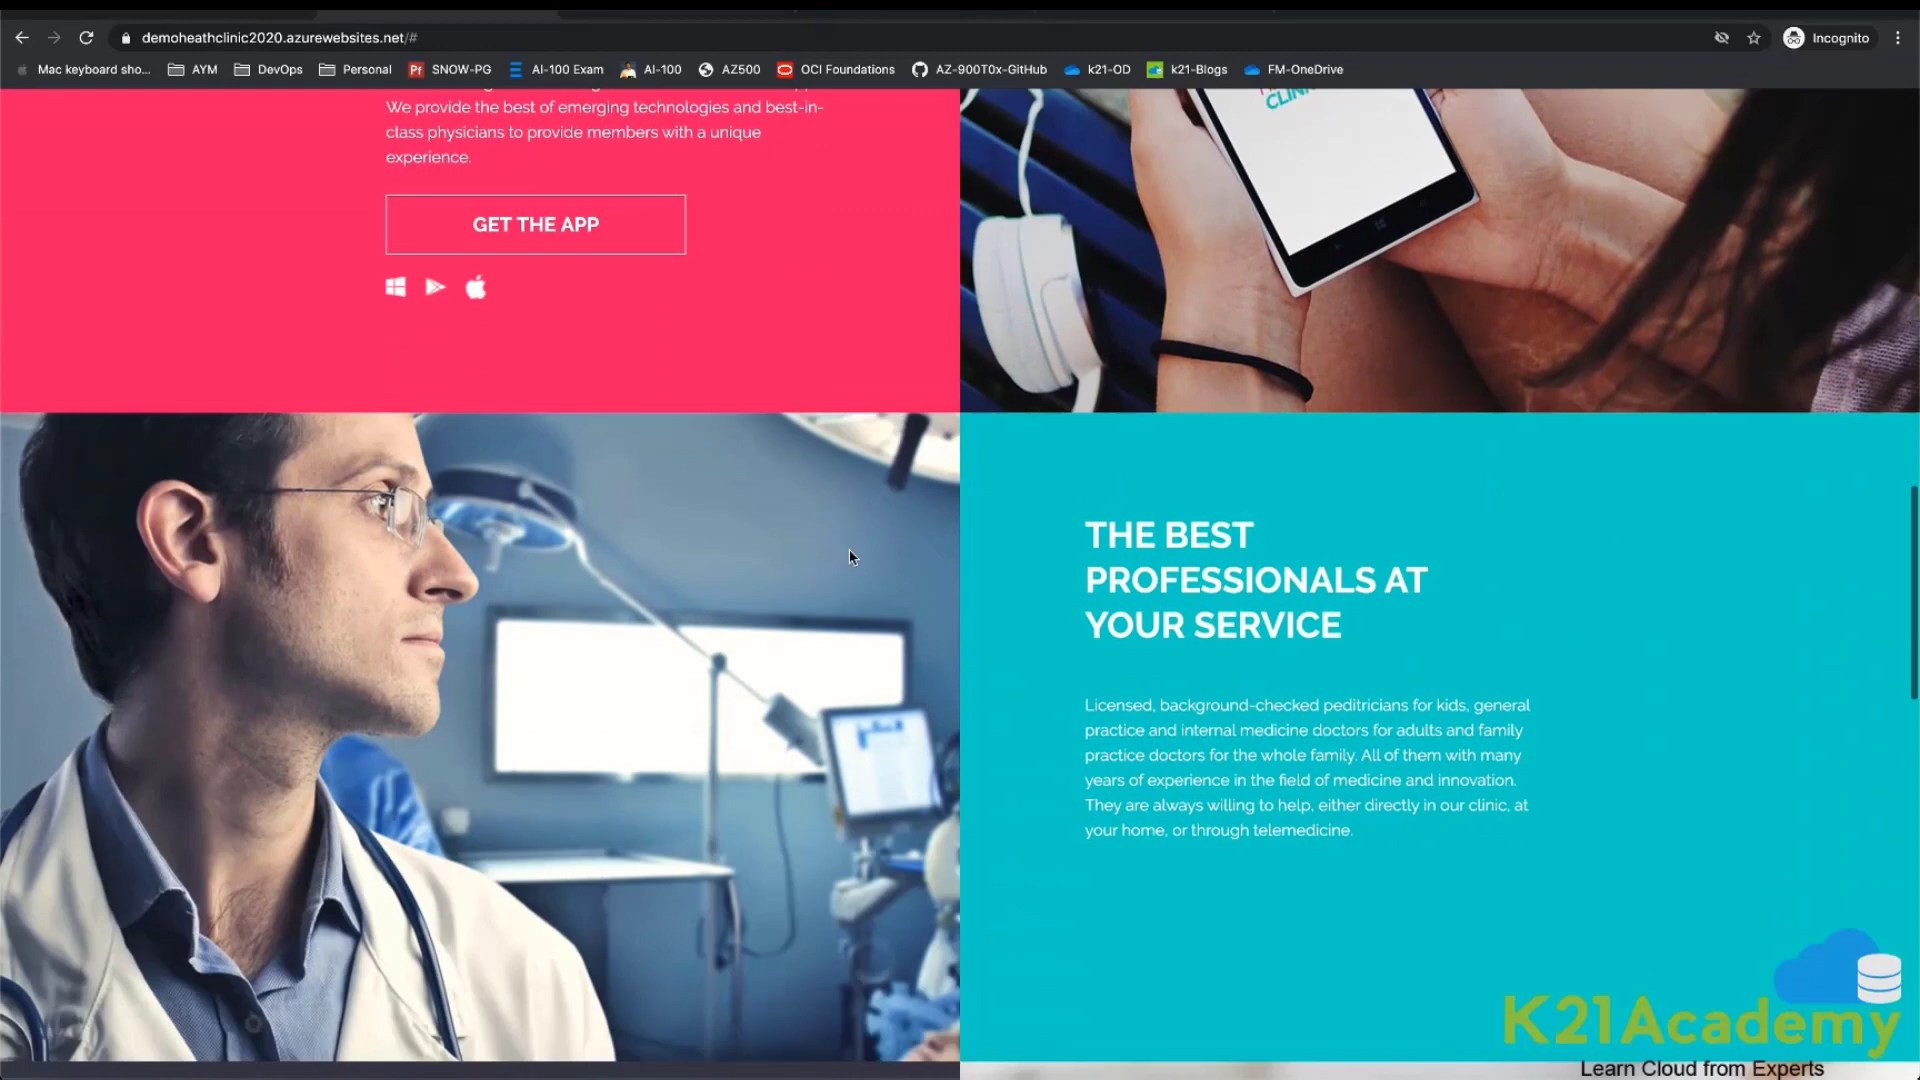 demoheathclinic2020.azurewebsites.net/#
Incognito
Mac keyboard sho...
AYM
DevOps
Personal
SNOW-PG
AI-100 Exam
AI-100
AZ500
OCI Foundations
AZ-900T0x-GitHub
k21-OD
k21-Blogs
FM-OneDrive
We provide the best of emerging technologies and best-in-
class physicians to provide members with a unique
experience.
GET THE APP
THE BEST
PROFESSIONALS AT
YOUR SERVICE
Licensed, background-checked peditricians for kids, general
practice and internal medicine doctors for adults and family
practice doctors for the whole family. All of them with many
years of experience in the field of medicine and innovation.
They are always willing to help, either directly in our clinic, at
your home, or through telemedicine.
K21Academy
Learn Cloud from Experts